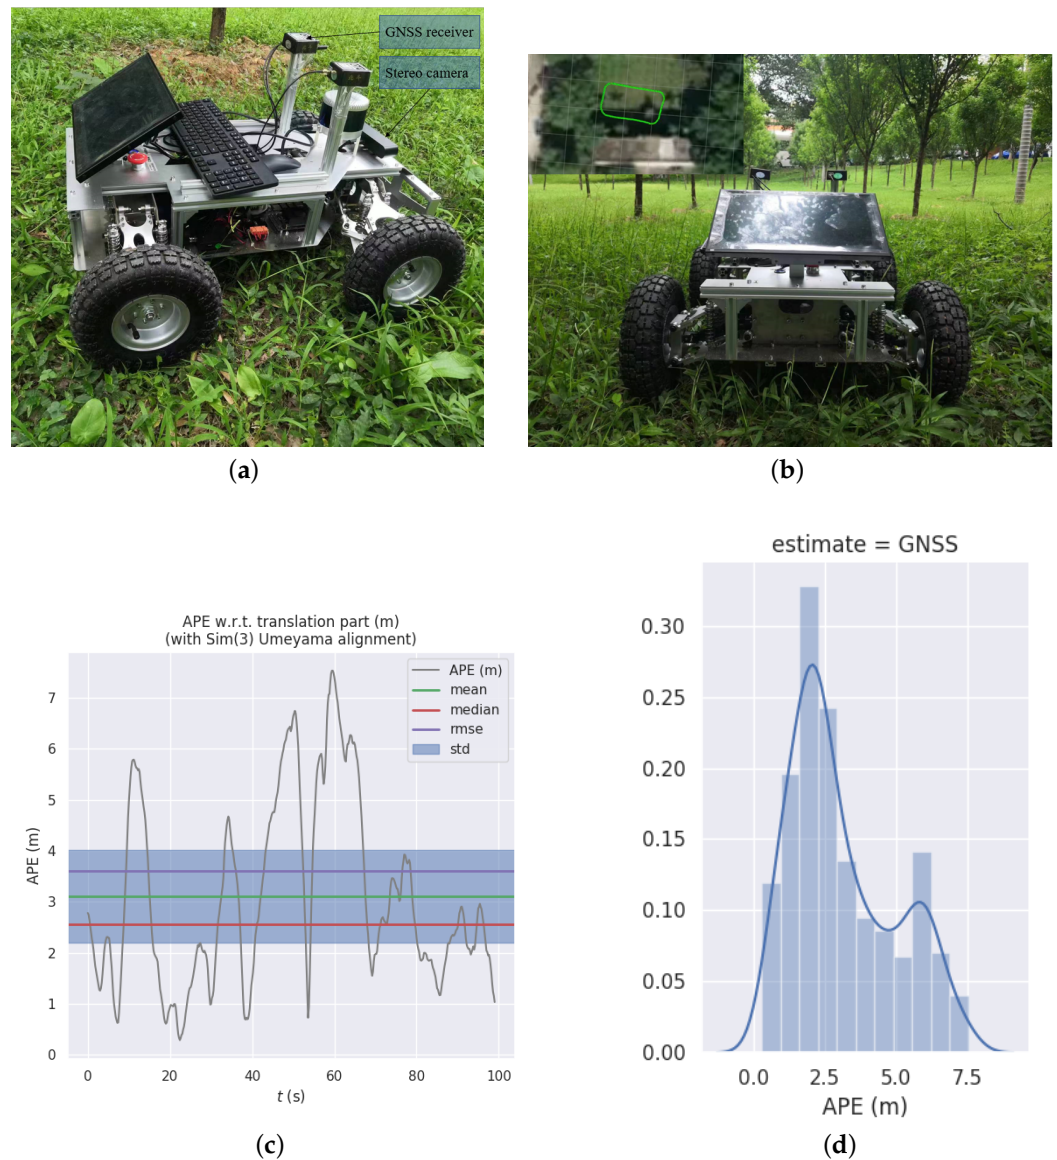 GNSS receiver
Stereo camera
(a)
(b)
APE w.r.t. translation part (m)
(with Sim(3) Umeyama alignment)
APE (m)
mean
median
rmse
std
7
6
5
4
3
2
1
0
APE (m)
0
20
40
60
80
100
t (s)
(c)
estimate = GNSS
0.30
0.25
0.20
0.15
0.10
0.05
0.00
0.0
2.5
5.0
7.5
APE (m)
(d)